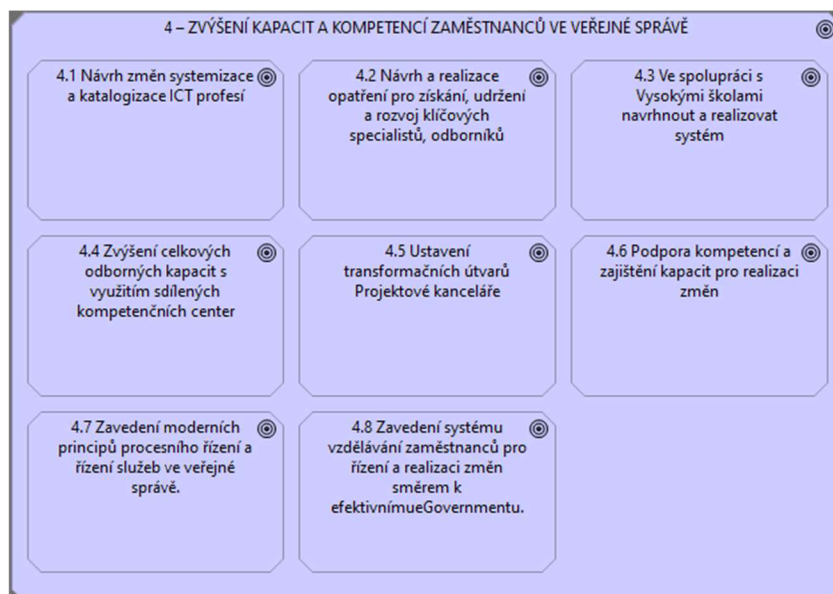 4 – ZVÝŠENÍ KAPACIT A KOMPETENCÍ ZAMĚSTNANCŮ VE VEŘEJNÉ SPRÁVĚ
4.1 Návrh změn systemizace
a katalogizace ICT profesí
4.2 Návrh a realizace
opatření pro získání, udržení
a rozvoj klíčových
specialistů, odborníků
4.3 Ve spolupráci s
Vysokými školami
navrhnout a realizovat
systém
4.4 Zvýšení celkových
odborných kapacit s
využitím sdílených
kompetenčních center
4.5 Ustavení
transformačních útvarů
Projektové kanceláře
4.6 Podpora kompetencí a
zajištění kapacit pro realizaci
změn
4.7 Zavedení moderních
principů procesního řízení a
řízení služeb ve veřejné
správě.
4.8 Zavedení systému
vzdělávání zaměstnanců pro
řízení a realizaci změn
směrem k
efektivnímueGovernmentu.